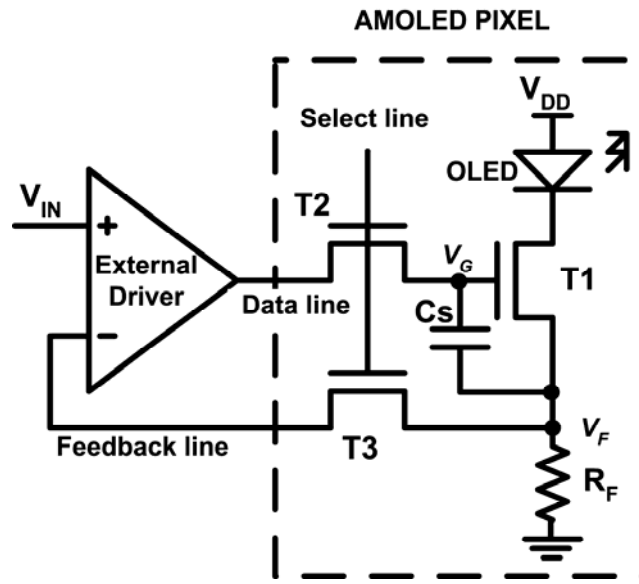 AMOLED PIXEL
V_DD
Select line
OLED
V_IN
T2
+
V_G
External
Driver
T1
Data line
Cs
–
Feedback line
T3
V_F
R_F